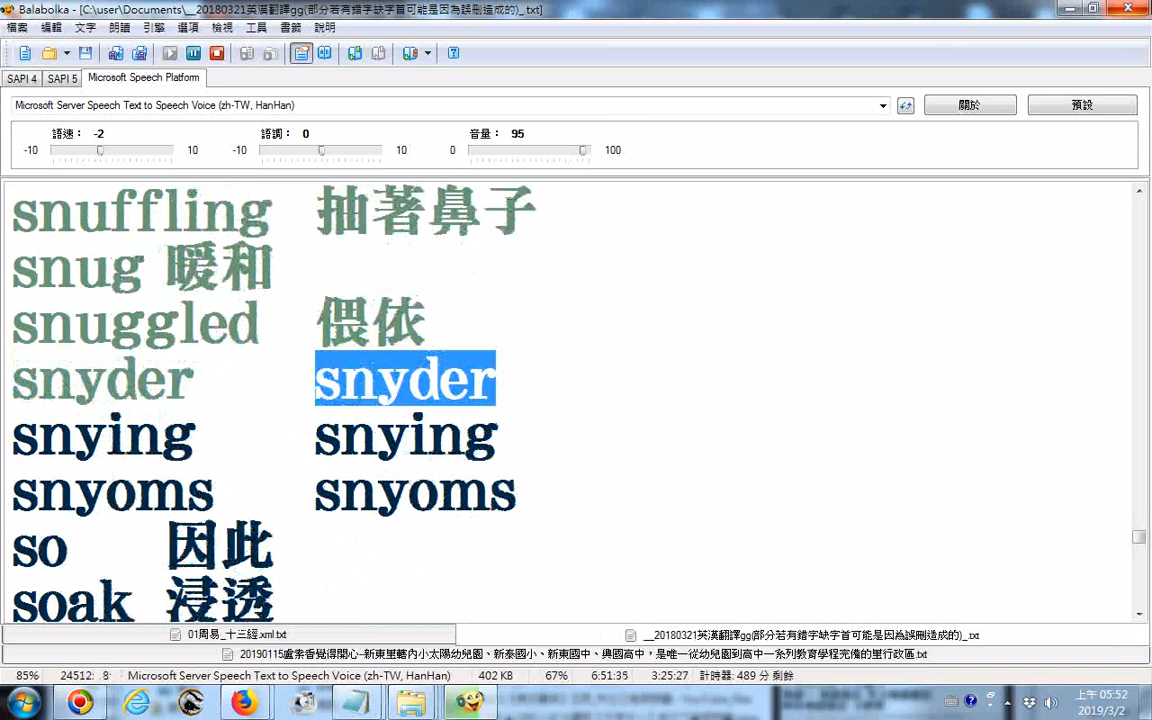 Balabolka - [C:\user\Documents\__20180321英漢翻譯gg(部分若有錯字缺字首可能是因為誤刪造成的)_.txt]
檔案 編輯 文字 朗讀 引擎 選項 檢視 工具 書籤 說明
SAPI 4 SAPI 5 Microsoft Speech Platform
Microsoft Server Speech Text to Speech Voice (zh-TW, HanHan) 關於 預設
語速： -2 語調： 0 音量： 95
-10 10 -10 10 0 100
snuffling 抽著鼻子
snug 暖和
snuggled 偎依
snyder snyder
snying snying
snyoms snyoms
so 因此
soak 浸透
01周易_十三經.xml.txt __20180321英漢翻譯gg(部分若有錯字缺字首可能是因為誤刪造成的)_.txt
20190115盧素香覺得開心-新東里轄內小太陽幼兒園、新泰國小、新東國中、興國高中，是唯一從幼兒園到高中一系列教育學程完備的里行政區.txt
85% 24512: 8 Microsoft Server Speech Text to Speech Voice (zh-TW, HanHan) 402 KB 67% 6:51:35 3:25:27 計時器: 489 分 剩餘
上午 05:52
2019/3/2